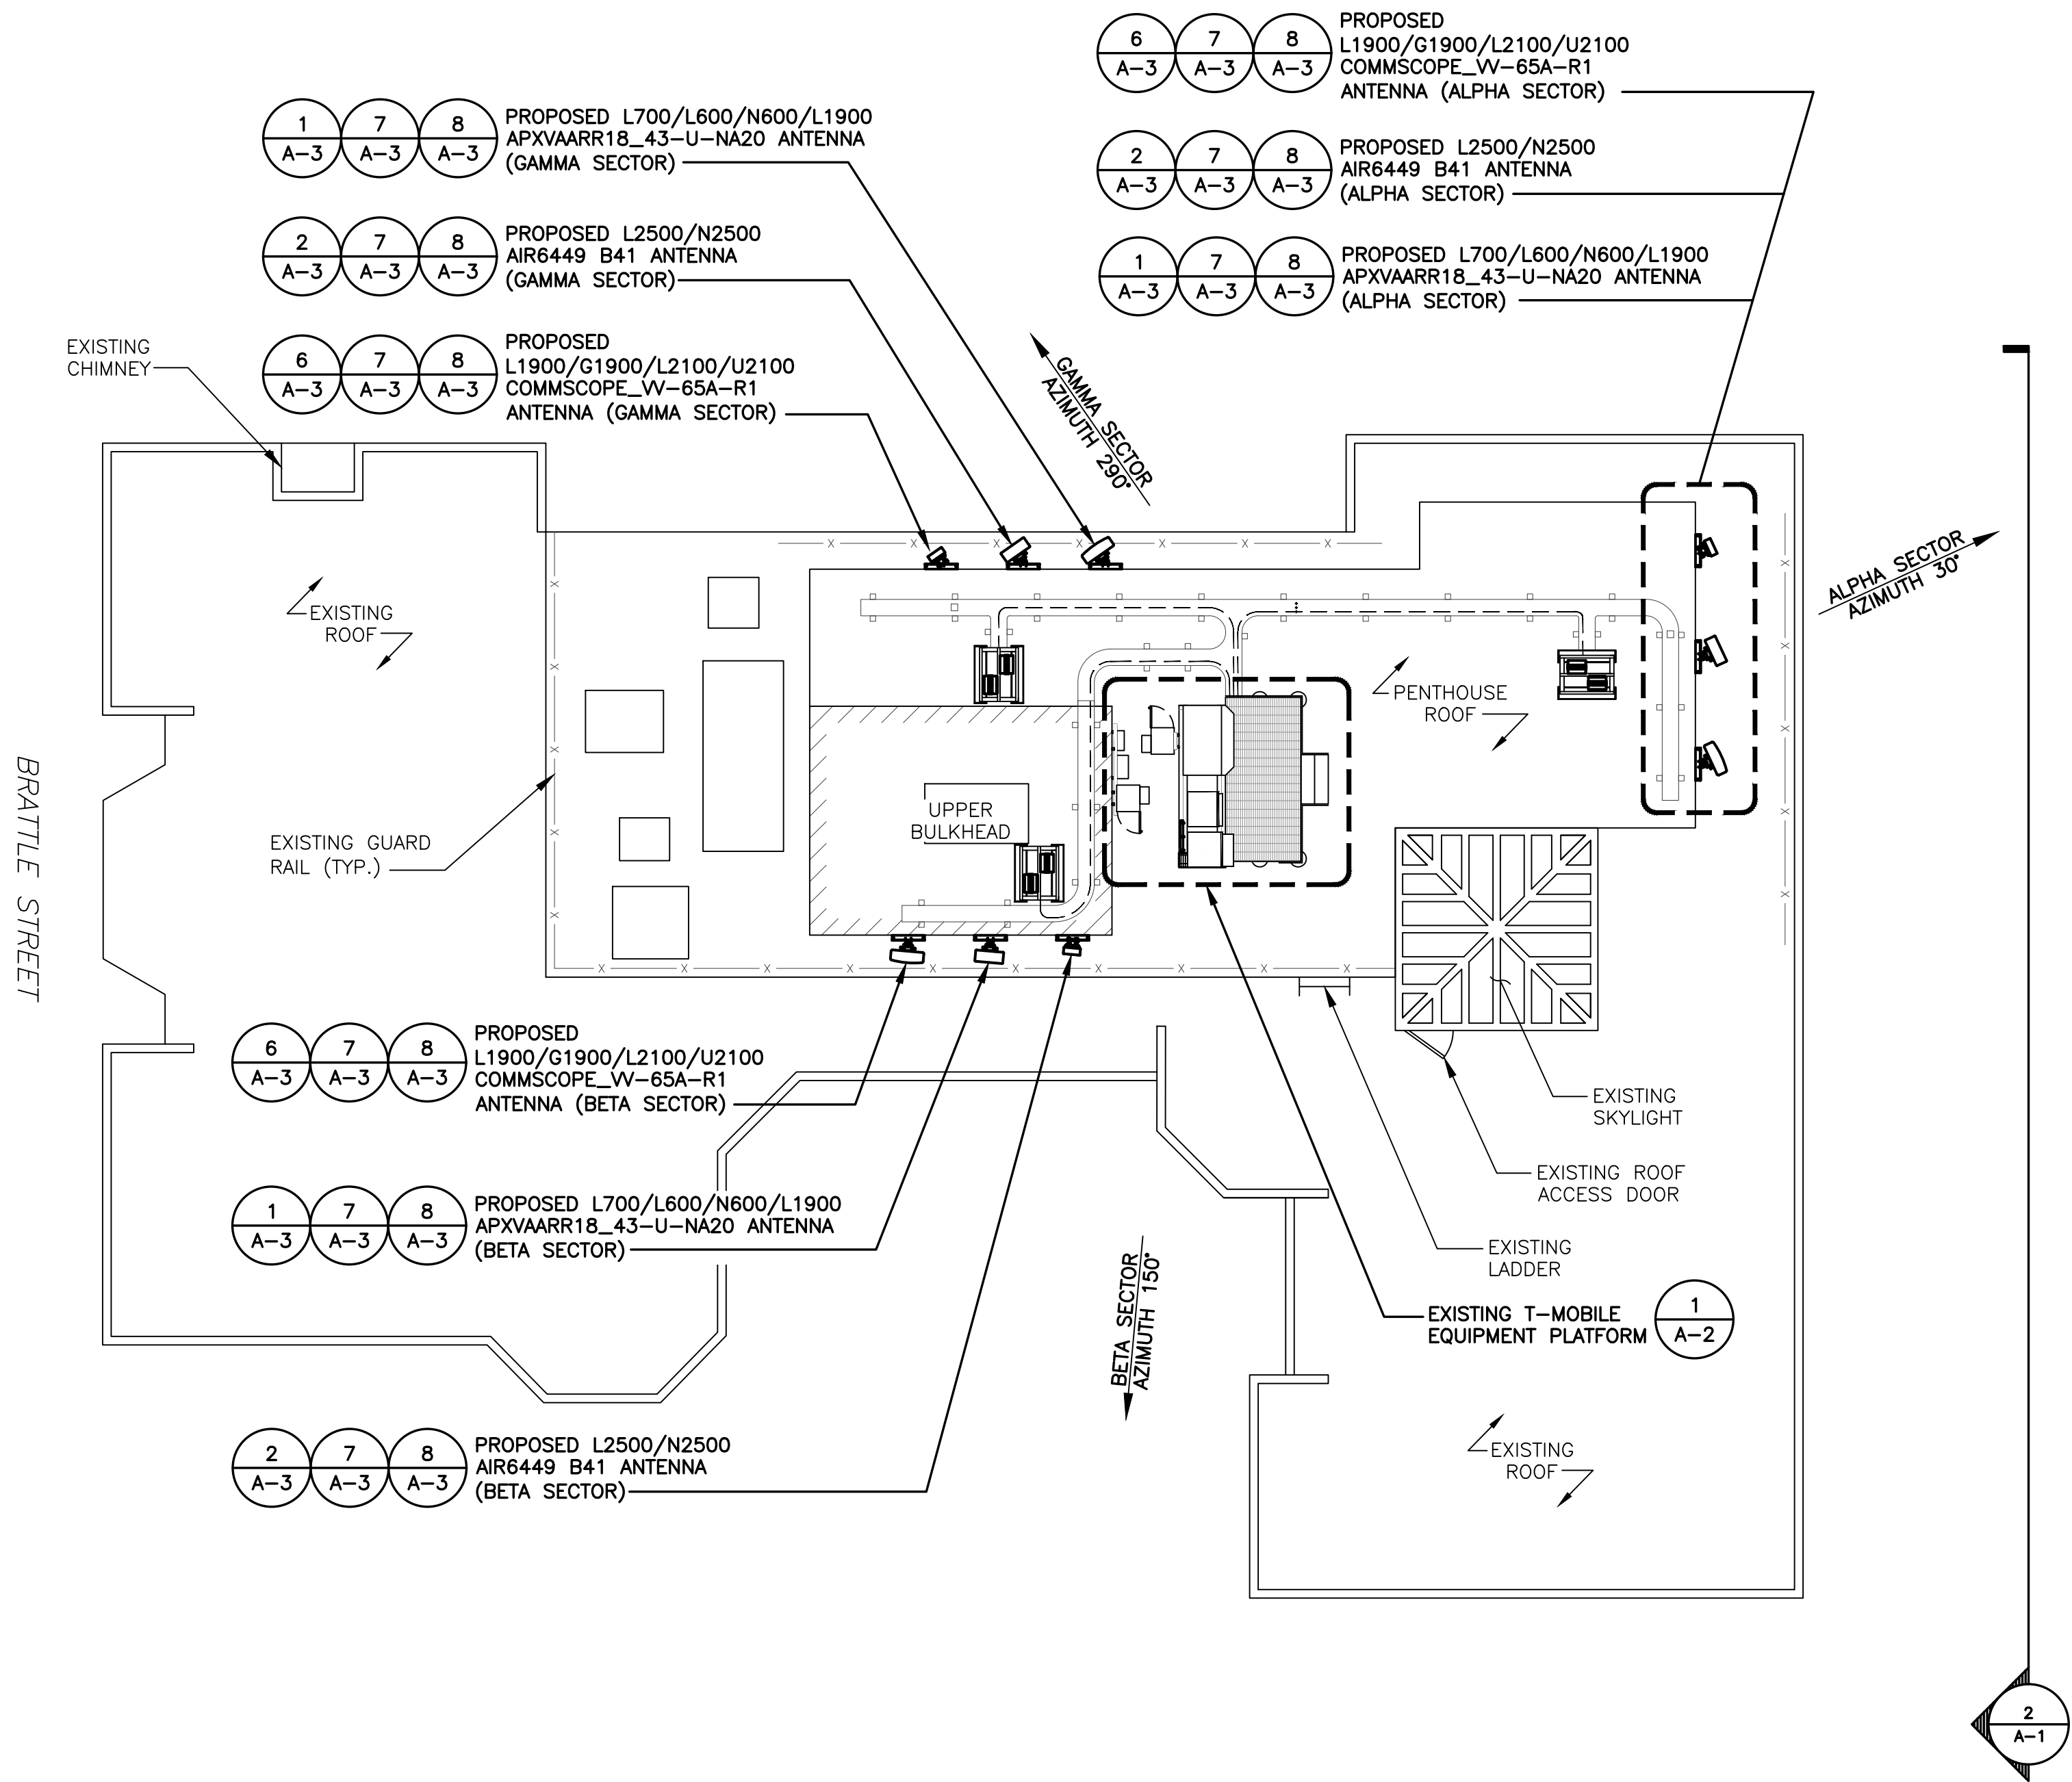 6
A-3
7
A-3
8
A-3
PROPOSED
L1900/G1900/L2100/U2100
COMMSCOPE_VV-65A-R1
ANTENNA (ALPHA SECTOR)
2
A-3
7
A-3
8
A-3
PROPOSED L2500/N2500
AIR6449 B41 ANTENNA
(ALPHA SECTOR)
1
A-3
7
A-3
8
A-3
PROPOSED L700/L600/N600/L1900
APXVAARR18_43-U-NA20 ANTENNA
(ALPHA SECTOR)
1
A-3
7
A-3
8
A-3
PROPOSED L700/L600/N600/L1900
APXVAARR18_43-U-NA20 ANTENNA
(GAMMA SECTOR)
2
A-3
7
A-3
8
A-3
PROPOSED L2500/N2500
AIR6449 B41 ANTENNA
(GAMMA SECTOR)
6
A-3
7
A-3
8
A-3
PROPOSED
L1900/G1900/L2100/U2100
COMMSCOPE_VV-65A-R1
ANTENNA (GAMMA SECTOR)
EXISTING
CHIMNEY
GAMMA SECTOR
AZIMUTH 290°
ALPHA SECTOR
AZIMUTH 30°
EXISTING
ROOF
PENTHOUSE
ROOF
UPPER
BULKHEAD
EXISTING GUARD
RAIL (TYP.)
BRATTLE STREET
6
A-3
7
A-3
8
A-3
PROPOSED
L1900/G1900/L2100/U2100
COMMSCOPE_VV-65A-R1
ANTENNA (BETA SECTOR)
1
A-3
7
A-3
8
A-3
PROPOSED L700/L600/N600/L1900
APXVAARR18_43-U-NA20 ANTENNA
(BETA SECTOR)
2
A-3
7
A-3
8
A-3
PROPOSED L2500/N2500
AIR6449 B41 ANTENNA
(BETA SECTOR)
BETA SECTOR
AZIMUTH 150°
EXISTING
SKYLIGHT
EXISTING ROOF
ACCESS DOOR
EXISTING
LADDER
EXISTING T-MOBILE
EQUIPMENT PLATFORM
1
A-2
EXISTING
ROOF
2
A-1